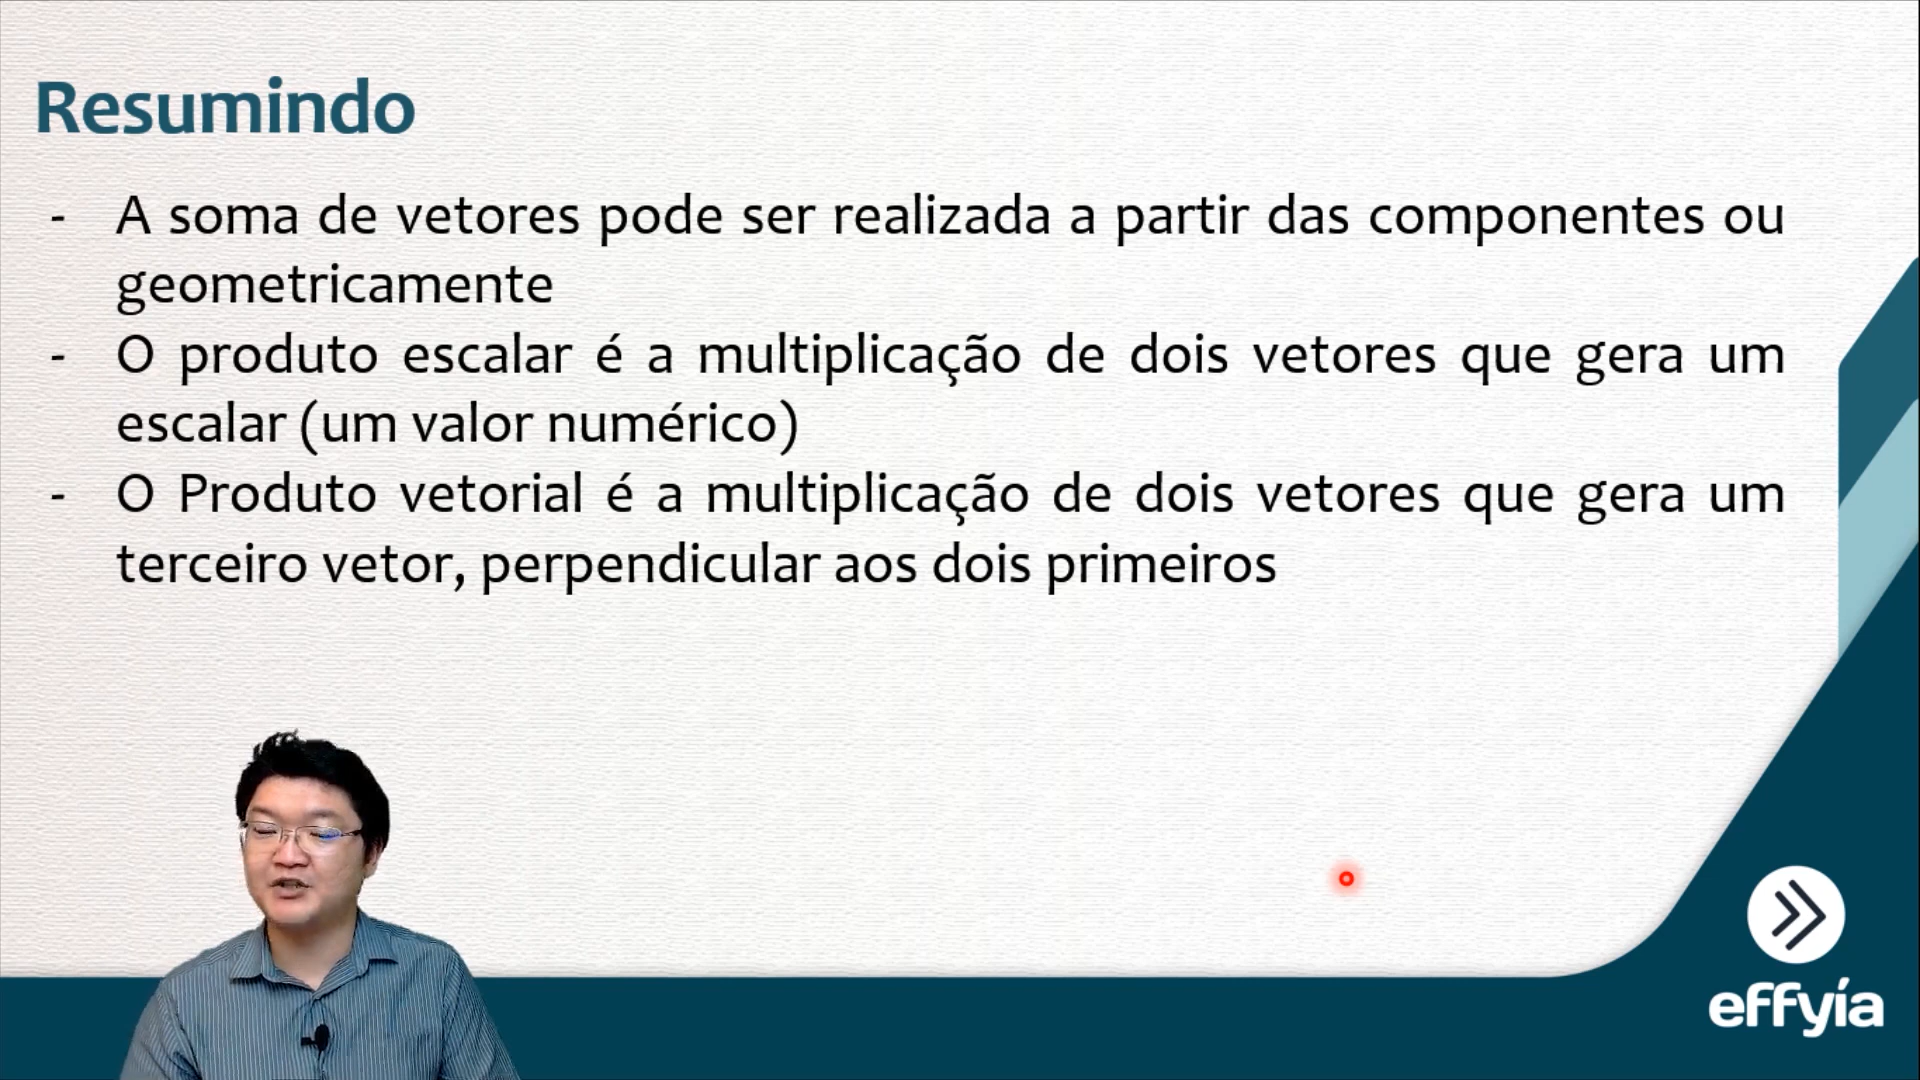 Resumindo
- A soma de vetores pode ser realizada a partir das componentes ou
geometricamente
- O produto escalar é a multiplicação de dois vetores que gera um
escalar (um valor numérico)
- O Produto vetorial é a multiplicação de dois vetores que gera um
terceiro vetor, perpendicular aos dois primeiros
effyía